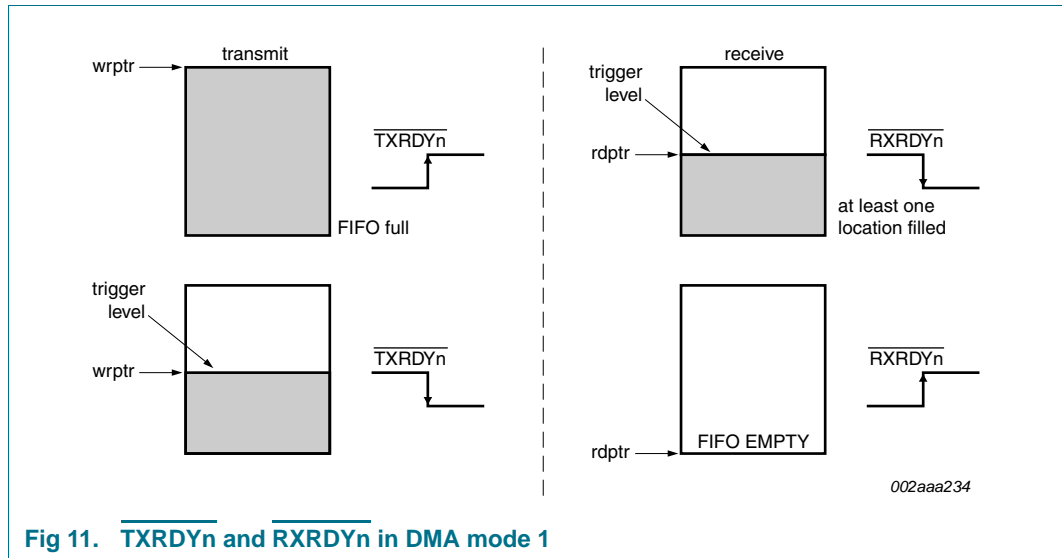 transmit
wrptr
TXRDYn
FIFO full
trigger
level
wrptr
TXRDYn
receive
trigger
level
rdptr
RXRDYn
at least one
location filled
RXRDYn
FIFO EMPTY
rdptr
002aaa234
Fig 11. TXRDYn and RXRDYn in DMA mode 1